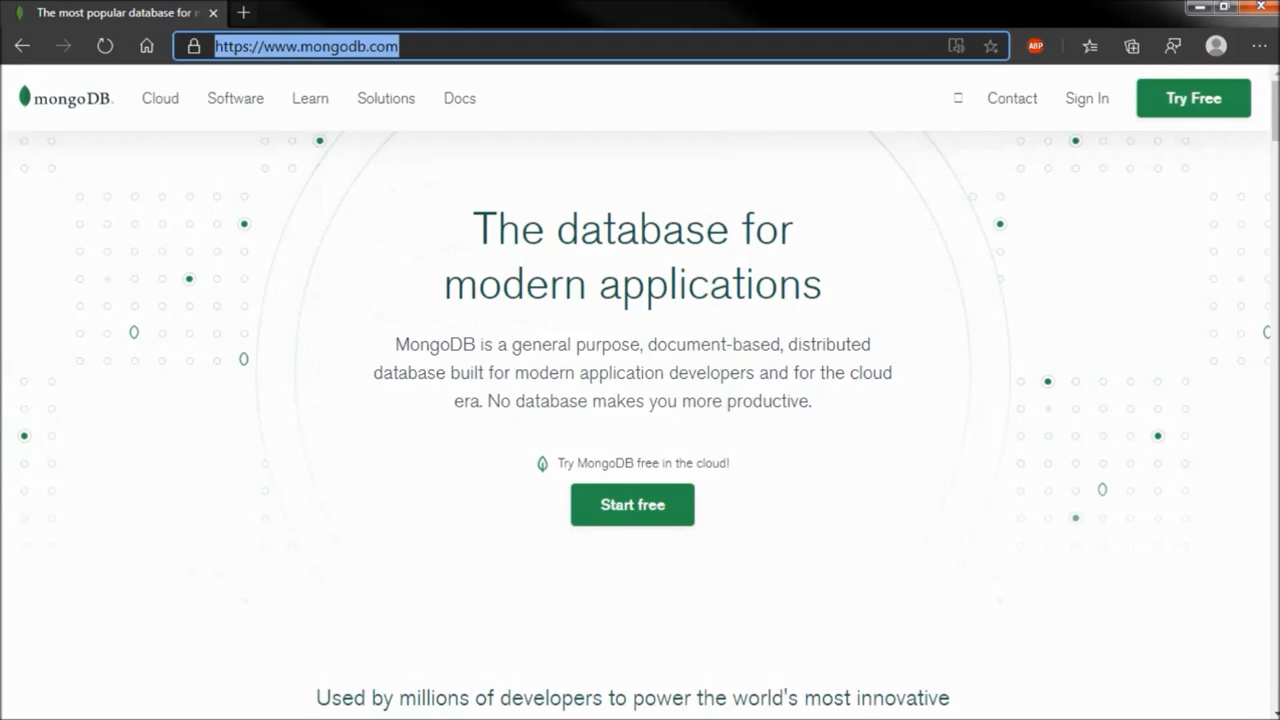 The most popular database for
https://www.mongodb.com
ABP
mongoDB.
Cloud
Software
Learn
Solutions
Docs
Contact
Sign In
Try Free
The database for
modern applications
MongoDB is a general purpose, document-based, distributed
database built for modern application developers and for the cloud
era. No database makes you more productive.
Try MongoDB free in the cloud!
Start free
Used by millions of developers to power the world's most innovative